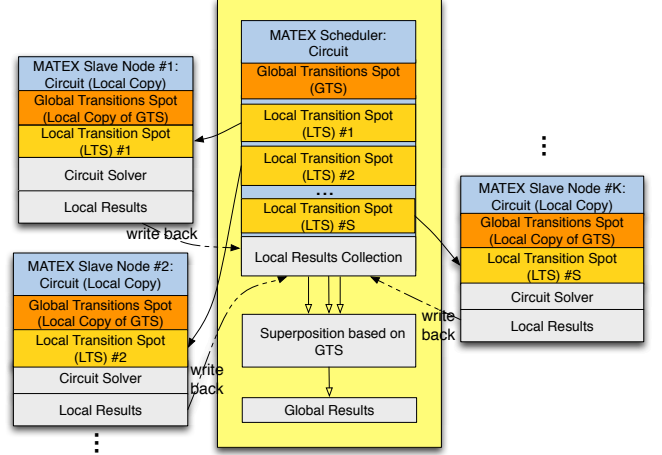 MATEX Slave Node #1:
Circuit (Local Copy)
Global Transitions Spot
(Local Copy of GTS)
Local Transition Spot
(LTS) #1
Circuit Solver
Local Results
write back
MATEX Slave Node #2:
Circuit (Local Copy)
Global Transitions Spot
(Local Copy of GTS)
Local Transition Spot
(LTS) #2
Circuit Solver
Local Results
write
back
MATEX Scheduler:
Circuit
Global Transitions Spot
(GTS)
Local Transition Spot
(LTS) #1
Local Transition Spot
(LTS) #2
...
Local Transition Spot
(LTS) #S
Local Results Collection
Superposition based on
GTS
Global Results
MATEX Slave Node #K:
Circuit (Local Copy)
Global Transitions Spot
(Local Copy of GTS)
Local Transition Spot
(LTS) #S
Circuit Solver
Local Results
write
back